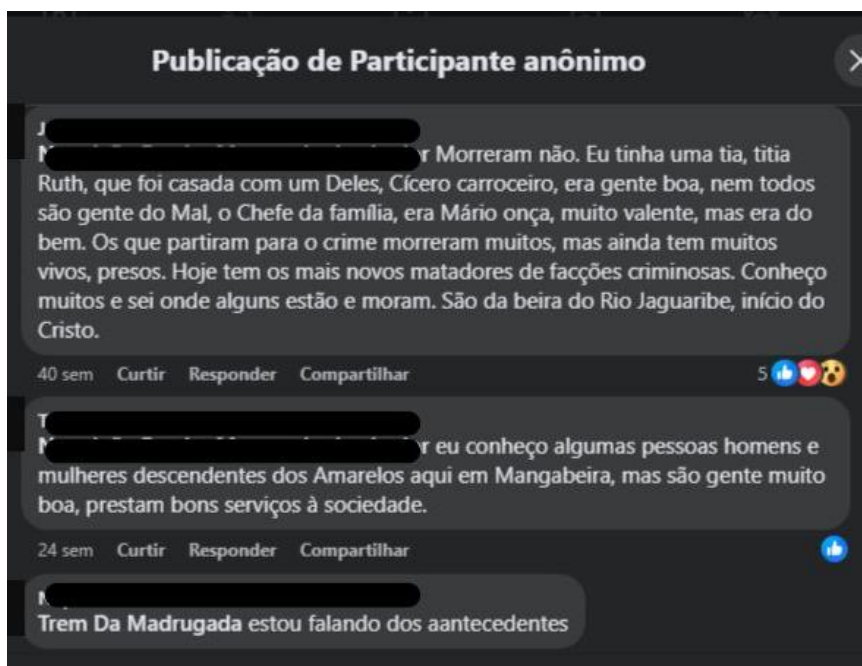 Publicação de Participante anônimo
J
r Morreram não. Eu tinha uma tia, titia
Ruth, que foi casada com um Deles, Cícero carroceiro, era gente boa, nem todos
são gente do Mal, o Chefe da família, era Mário onça, muito valente, mas era do
bem. Os que partiram para o crime morreram muitos, mas ainda tem muitos
vivos, presos. Hoje tem os mais novos matadores de facções criminosas. Conheço
muitos e sei onde alguns estão e moram. São da beira do Rio Jaguaribe, início do
Cristo.
40 sem Curtir Responder Compartilhar 5
T
r eu conheço algumas pessoas homens e
mulheres descendentes dos Amarelos aqui em Mangabeira, mas são gente muito
boa, prestam bons serviços à sociedade.
24 sem Curtir Responder Compartilhar
Trem Da Madrugada estou falando dos aantecedentes